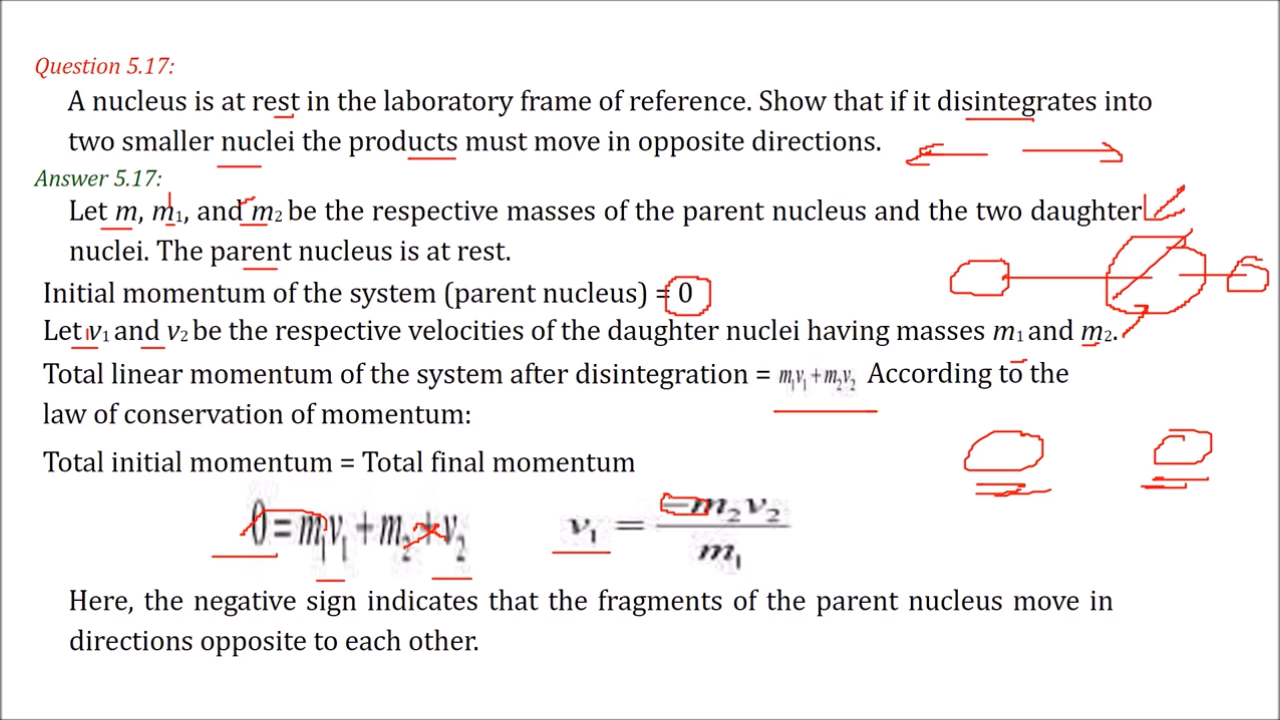 Question 5.17:
A nucleus is at rest in the laboratory frame of reference. Show that if it disintegrates into
two smaller nuclei the products must move in opposite directions.
Answer 5.17:
Let m, m₁, and m₂ be the respective masses of the parent nucleus and the two daughter
nuclei. The parent nucleus is at rest.
Initial momentum of the system (parent nucleus) = 0
Let v₁ and v₂ be the respective velocities of the daughter nuclei having masses m₁ and m₂.
Total linear momentum of the system after disintegration = m₁v₁ + m₂v₂ According to the
law of conservation of momentum:
Total initial momentum = Total final momentum
0 = m₁v₁ + m₂ + v₂ v₁ = −m₂v₂ / m₁
Here, the negative sign indicates that the fragments of the parent nucleus move in
directions opposite to each other.